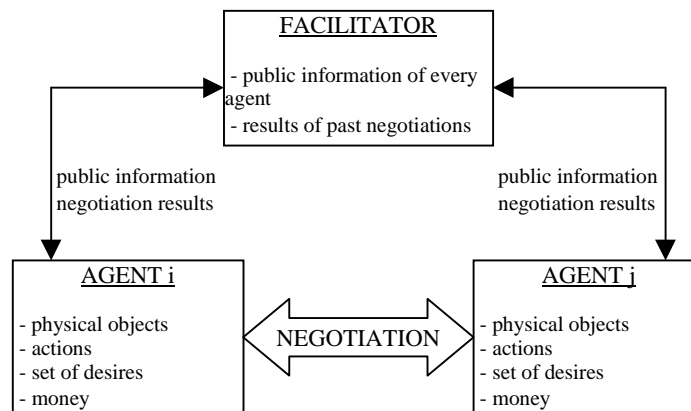 FACILITATOR
- public information of every
agent
- results of past negotiations
public information
negotiation results
public information
negotiation results
AGENT i
- physical objects
- actions
- set of desires
- money
NEGOTIATION
AGENT j
- physical objects
- actions
- set of desires
- money